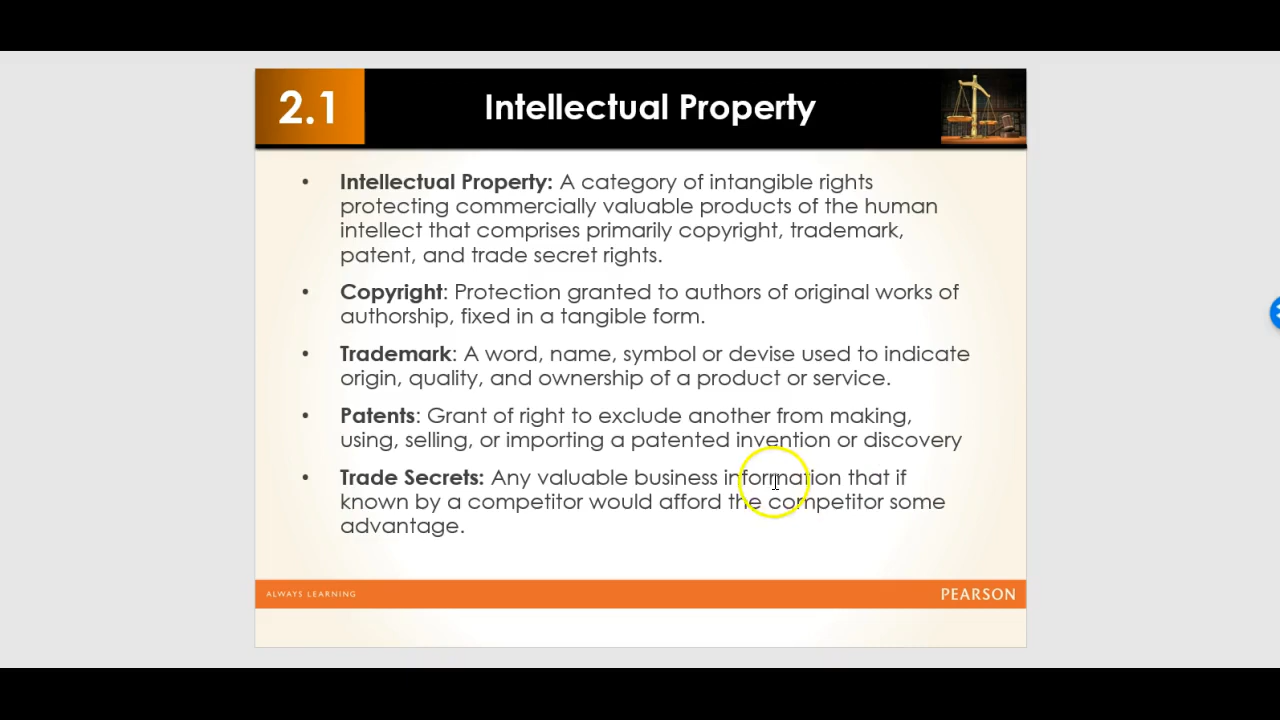 2.1
Intellectual Property
• Intellectual Property: A category of intangible rights
protecting commercially valuable products of the human
intellect that comprises primarily copyright, trademark,
patent, and trade secret rights.
• Copyright: Protection granted to authors of original works of
authorship, fixed in a tangible form.
• Trademark: A word, name, symbol or devise used to indicate
origin, quality, and ownership of a product or service.
• Patents: Grant of right to exclude another from making,
using, selling, or importing a patented invention or discovery
• Trade Secrets: Any valuable business information that if
known by a competitor would afford the competitor some
advantage.
ALWAYS LEARNING
PEARSON